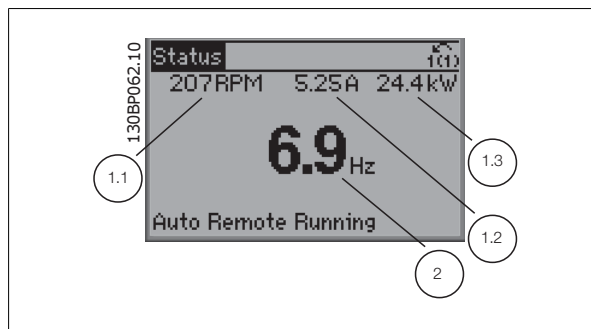 130BP062.10
Status 1(1)
207RPM 5.25A 24.4kW
6.9Hz
Auto Remote Running
1.1
1.3
1.2
2